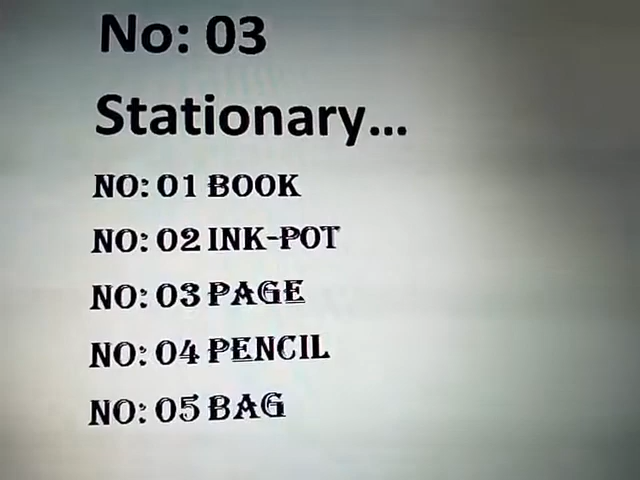 No: 03
Stationary...
NO: 01 BOOK
NO: 02 INK-POT
NO: 03 PAGE
NO: 04 PENCIL
NO: 05 BAG